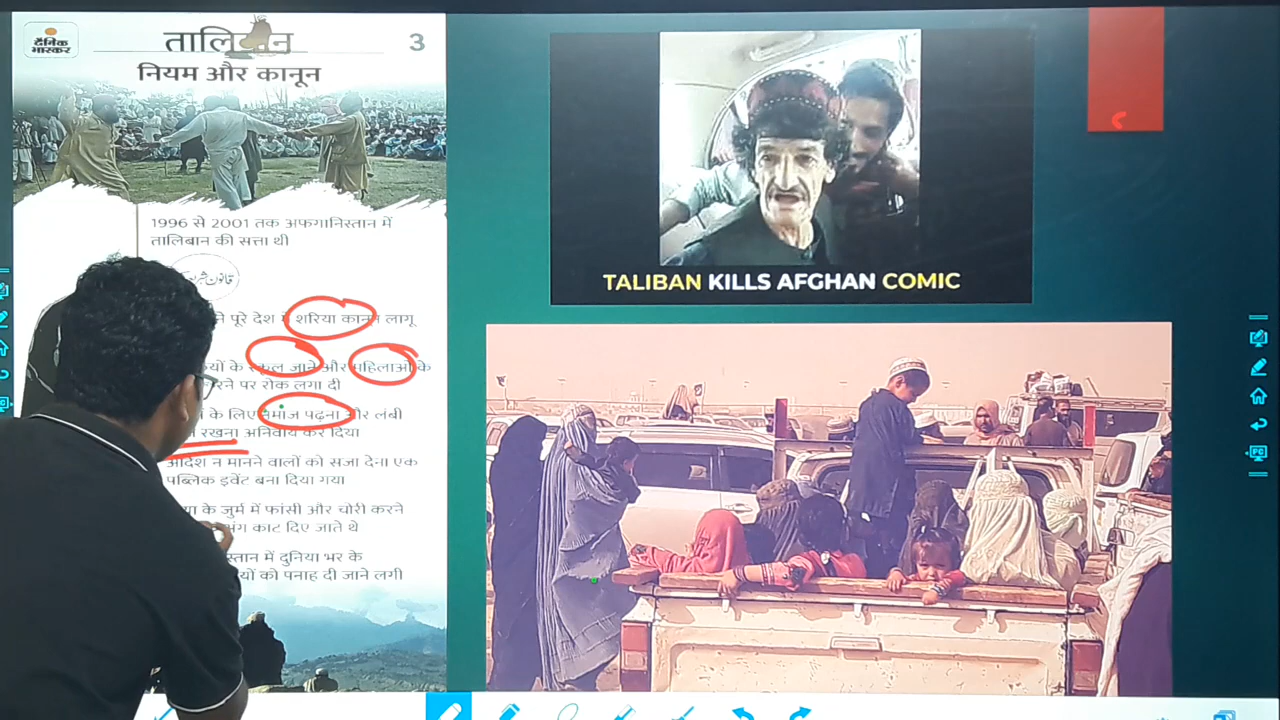 दैनिक
भास्कर
3
नियम और कानून
1996 से 2001 तक अफगानिस्तान में
तालिबान की सत्ता थी
ने पूरे देश में शरिया कानून लागू
के स्कूल जाने और महिलाओं के
पर रोक लगा दी
के लिए नमाज पढ़ना और लंबी
रखना अनिवार्य कर दिया
आदेश न मानने वालों को सजा देना एक
पब्लिक इवेंट बना दिया गया
के जुर्म में फांसी और चोरी करने
काट दिए जाते थे
में दुनिया भर के
को पनाह दी जाने लगी
TALIBAN KILLS AFGHAN COMIC